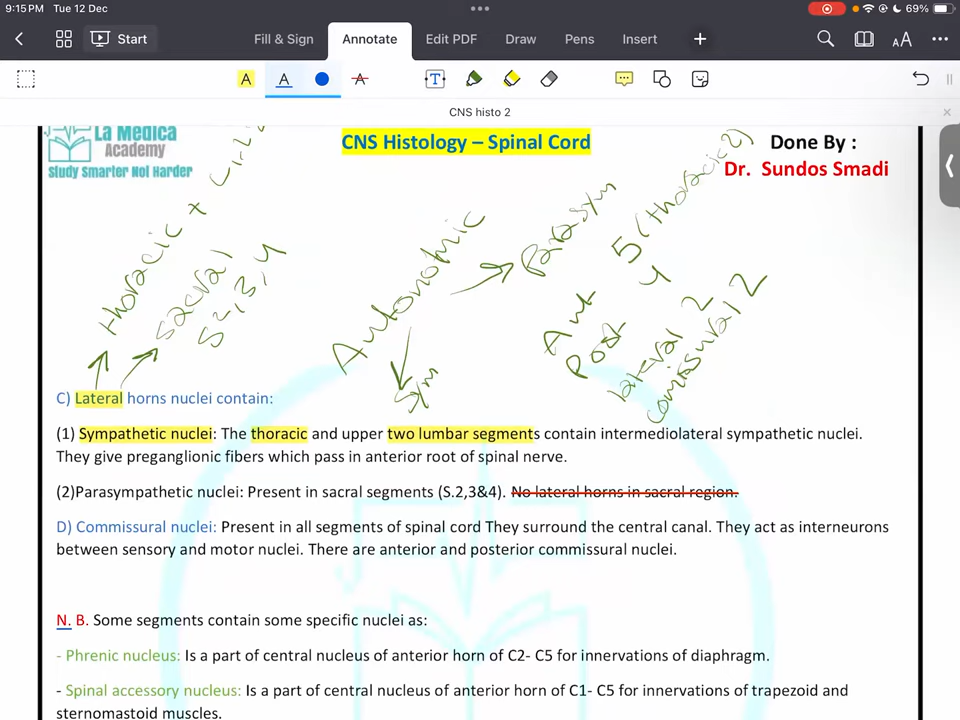 9:15 PM Tue 12 Dec
69%
Start
Fill & Sign
Annotate
Edit PDF
Draw
Pens
Insert
CNS histo 2
La Medica
Academy
Study Smarter Not Harder
CNS Histology – Spinal Cord
Done By :
Dr. Sundos Smadi
thoracic +
sacral
S2,3,4
Autonomic
Parasym
Sym
5 (thoracic 2)
Ant 4
Post
lateral 2
comissural 2
C) Lateral horns nuclei contain:
(1) Sympathetic nuclei: The thoracic and upper two lumbar segments contain intermediolateral sympathetic nuclei.
They give preganglionic fibers which pass in anterior root of spinal nerve.
(2)Parasympathetic nuclei: Present in sacral segments (S.2,3&4). No lateral horns in sacral region.
D) Commissural nuclei: Present in all segments of spinal cord They surround the central canal. They act as interneurons
between sensory and motor nuclei. There are anterior and posterior commissural nuclei.
N. B. Some segments contain some specific nuclei as:
- Phrenic nucleus: Is a part of central nucleus of anterior horn of C2- C5 for innervations of diaphragm.
- Spinal accessory nucleus: Is a part of central nucleus of anterior horn of C1- C5 for innervations of trapezoid and
sternomastoid muscles.